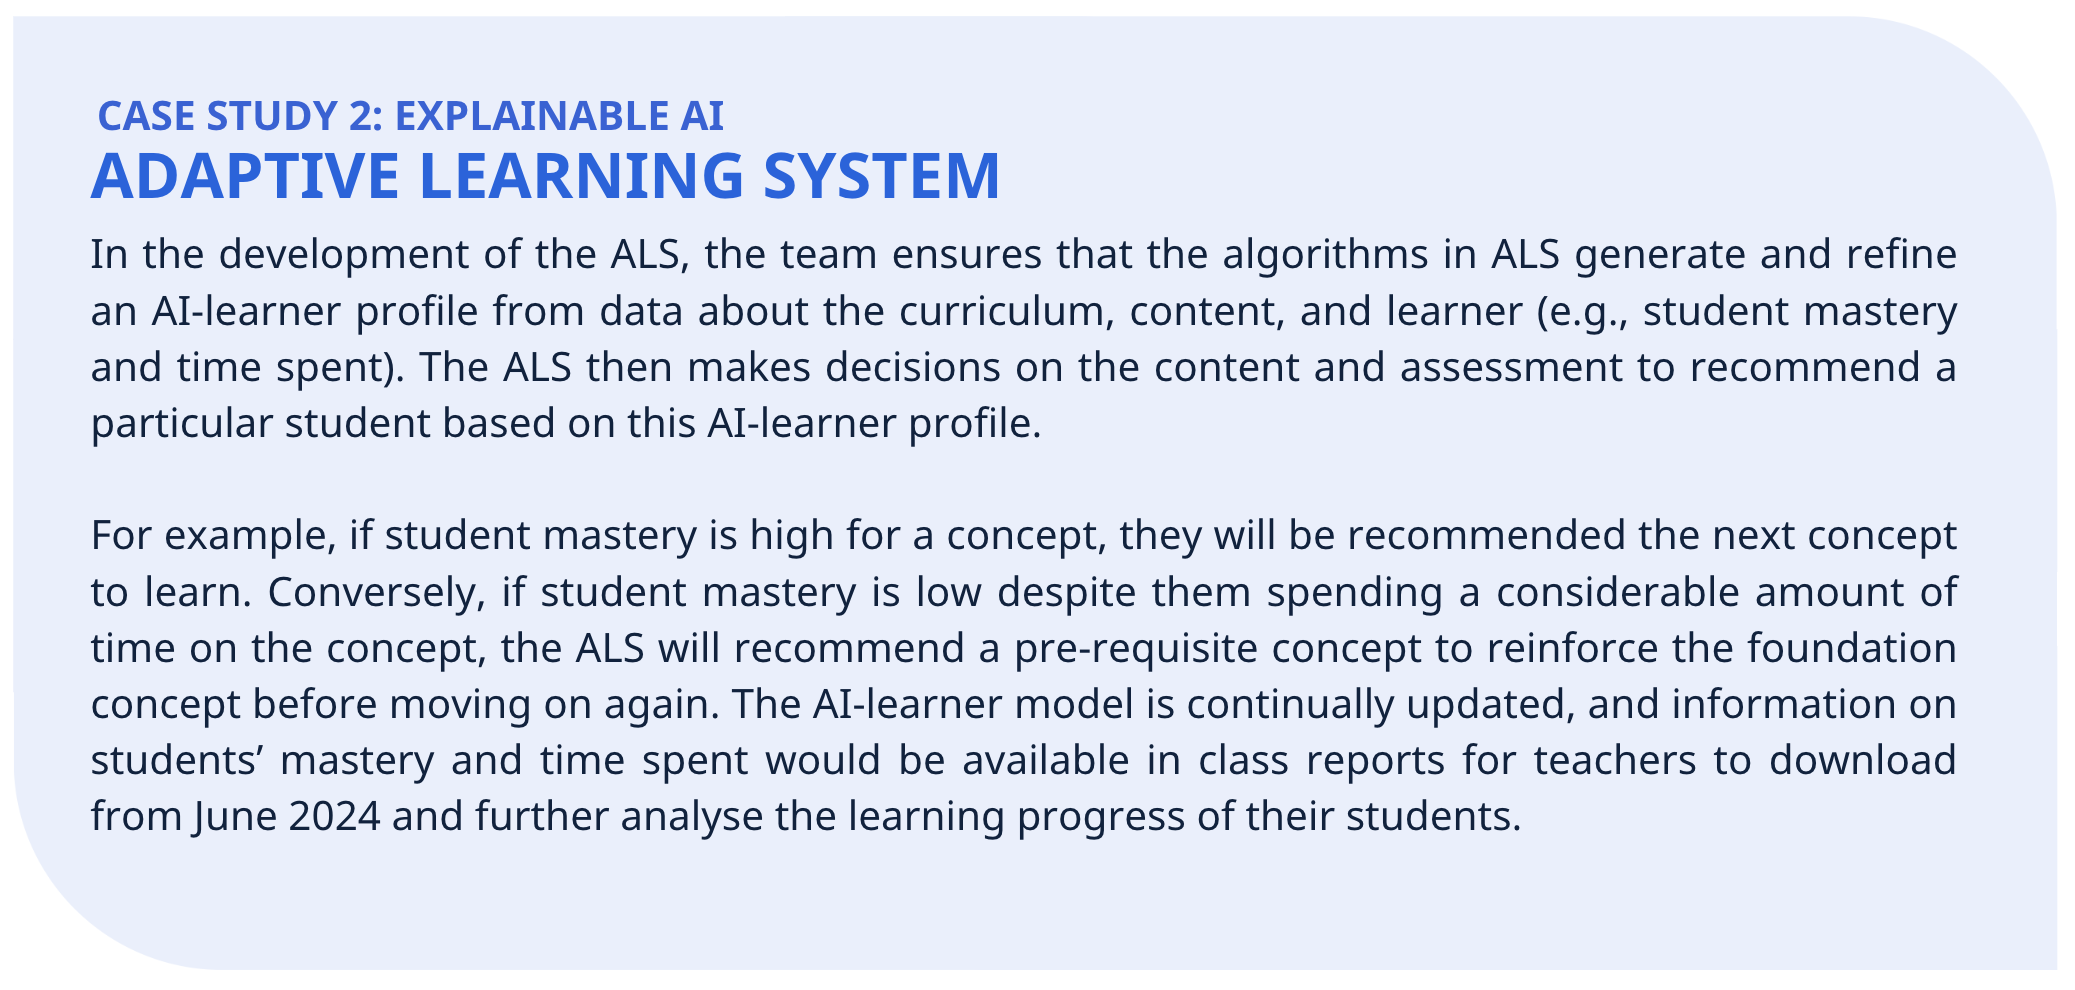 CASE STUDY 2: EXPLAINABLE AI
ADAPTIVE LEARNING SYSTEM
In the development of the ALS, the team ensures that the algorithms in ALS generate and refine
an AI-learner profile from data about the curriculum, content, and learner (e.g., student mastery
and time spent). The ALS then makes decisions on the content and assessment to recommend a
particular student based on this AI-learner profile.
For example, if student mastery is high for a concept, they will be recommended the next concept
to learn. Conversely, if student mastery is low despite them spending a considerable amount of
time on the concept, the ALS will recommend a pre-requisite concept to reinforce the foundation
concept before moving on again. The AI-learner model is continually updated, and information on
students’ mastery and time spent would be available in class reports for teachers to download
from June 2024 and further analyse the learning progress of their students.